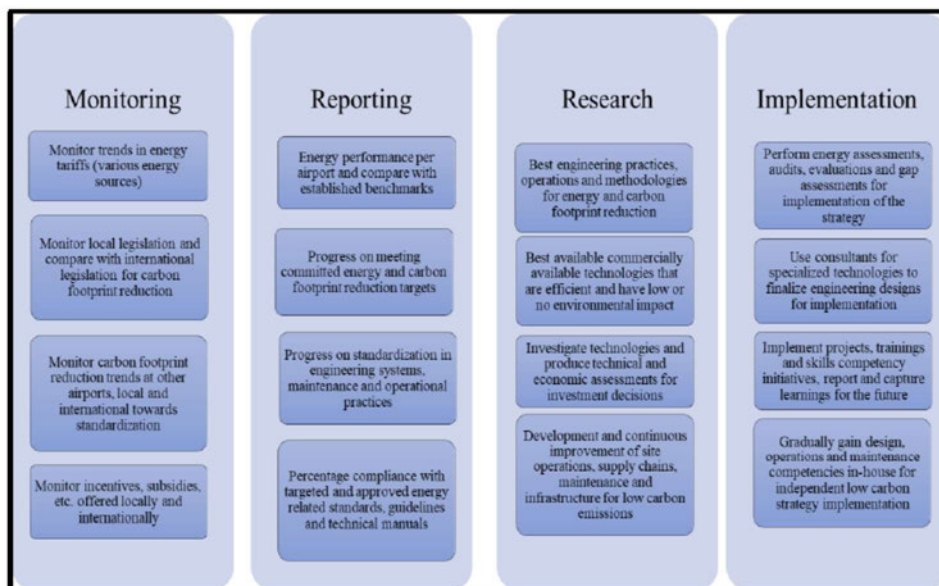 Monitoring
Monitor trends in energy
tariffs (various energy
sources)
Monitor local legislation and
compare with international
legislation for carbon
footprint reduction
Monitor carbon footprint
reduction trends at other
airports, local and
international towards
standardization
Monitor incentives, subsidies,
etc. offered locally and
internationally
Reporting
Energy performance per
airport and compare with
established benchmarks
Progress on meeting
committed energy and carbon
footprint reduction targets
Progress on standardization in
engineering systems,
maintenance and operational
practices
Percentage compliance with
targeted and approved energy
related standards, guidelines
and technical manuals
Research
Best engineering practices,
operations and methodologies
for energy and carbon
footprint reduction
Best available commercially
available technologies that
are efficient and have low or
no environmental impact
Investigate technologies and
produce technical and
economic assessments for
investment decisions
Development and continuous
improvement of site
operations, supply chains,
maintenance and
infrastructure for low carbon
emissions
Implementation
Perform energy assessments,
audits, evaluations and gap
assessments for
implementation of the
strategy
Use consultants for
specialized technologies to
finalize engineering designs
for implementation
Implement projects, trainings
and skills competency
initiatives, report and capture
learnings for the future
Gradually gain design,
operations and maintenance
competencies in-house for
independent low carbon
strategy implementation